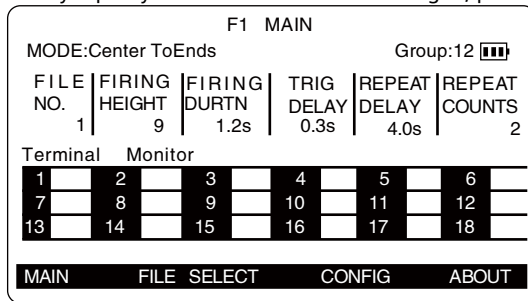 F1 MAIN
MODE:Center ToEnds Group:12
FILE FIRING FIRING TRIG REPEAT REPEAT
NO. HEIGHT DURTN DELAY DELAY COUNTS
1 9 1.2s 0.3s 4.0s 2
Terminal Monitor
1 2 3 4 5 6
7 8 9 10 11 12
13 14 15 16 17 18
MAIN FILE SELECT CONFIG ABOUT